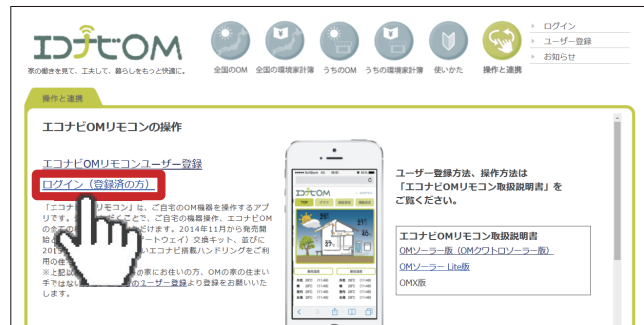 エコナビOM
家の働きを見て、工夫して、暮らしをもっと快適に。
全国のOM
全国の環境家計簿
うちのOM
うちの環境家計簿
使いかた
操作と連携
ログイン
ユーザー登録
お知らせ
操作と連携
エコナビOMリモコンの操作
エコナビOMリモコンユーザー登録
ログイン（登録済の方）
「エコナビ リモコン」は、ご自宅のOM機器を操作するアプ
リです。 くことで、ご自宅の機器操作、エコナビOM
の全 だけます。2014年11月から発売開
始 ートウェイ）交換キット、並びに
201 いエコナビ搭載ハンドリングをご利
用の住
※上記以 の家にお住いの方、OMの家の住まい
手ではない のユーザー登録より登録をお願いいた
します。
TOP
ユーザー登録方法、操作方法は
「エコナビOMリモコン取扱説明書」を
ご覧ください。
エコナビOMリモコン取扱説明書
OMソーラー版（OMクワトロソーラー版）
OMソーラー Lite版
OMX版